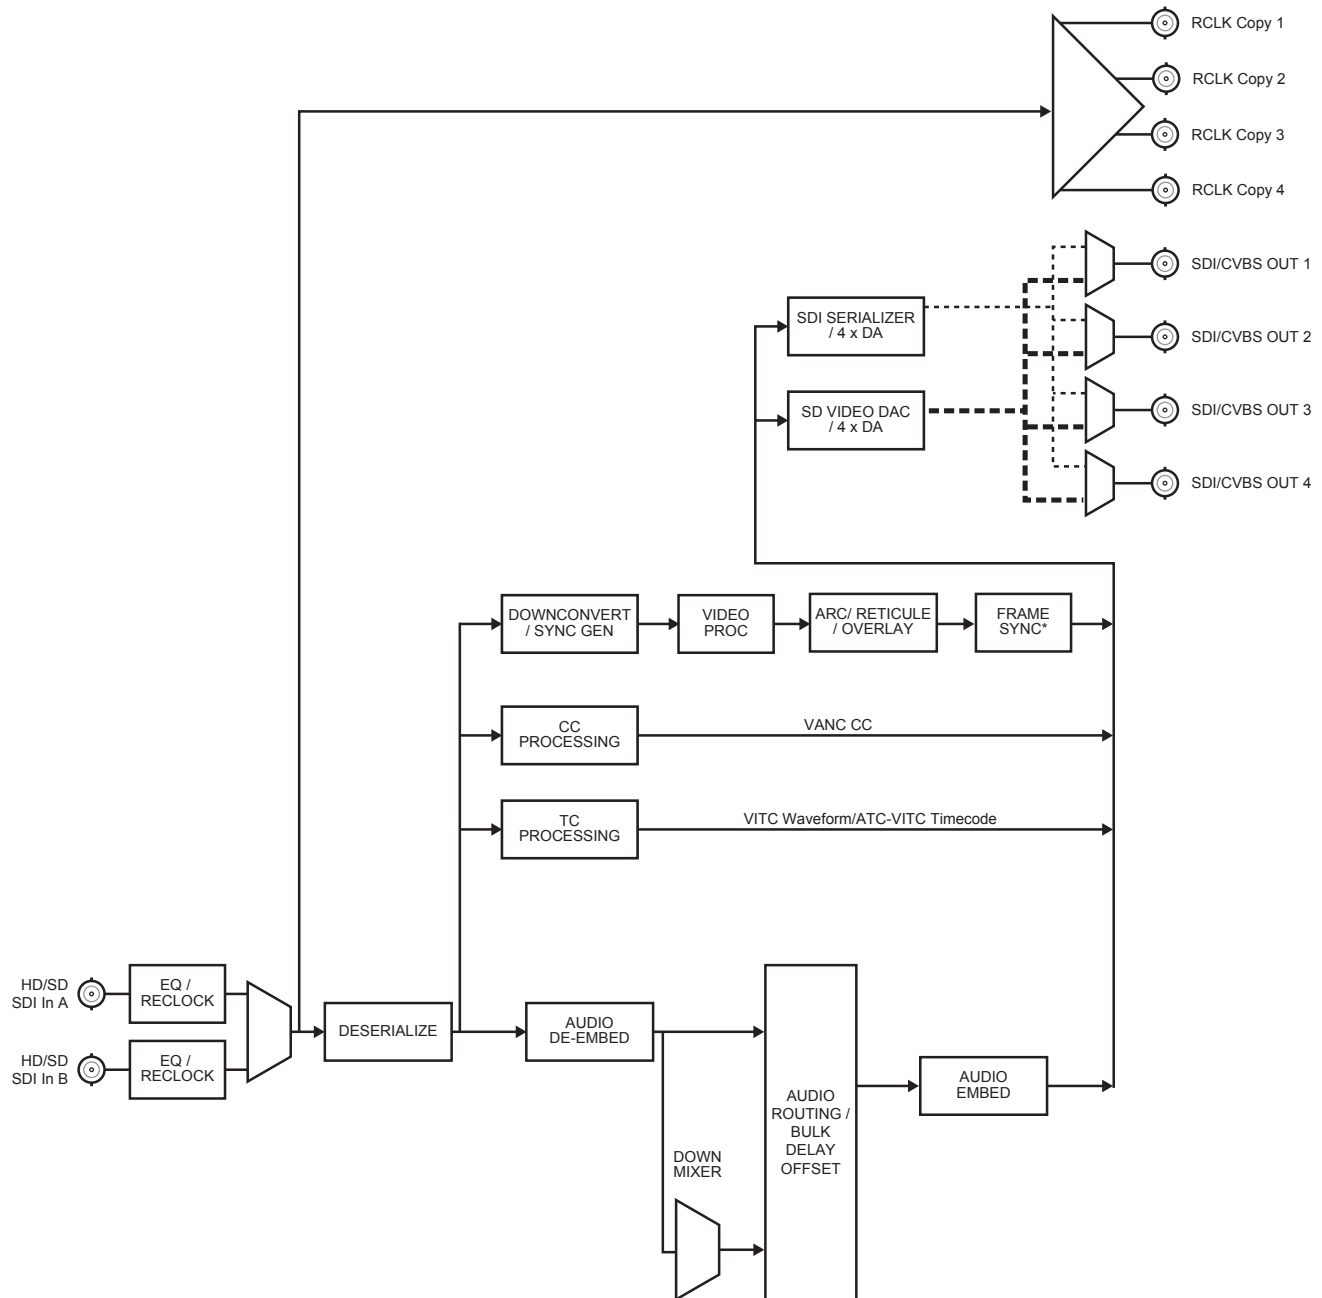 RCLK Copy 1
RCLK Copy 2
RCLK Copy 3
RCLK Copy 4
SDI/CVBS OUT 1
SDI/CVBS OUT 2
SDI/CVBS OUT 3
SDI/CVBS OUT 4
SDI SERIALIZER
/ 4 x DA
SD VIDEO DAC
/ 4 x DA
DOWNCONVERT
/ SYNC GEN
VIDEO
PROC
ARC/ RETICULE
/ OVERLAY
FRAME
SYNC*
CC
PROCESSING
VANC CC
TC
PROCESSING
VITC Waveform/ATC-VITC Timecode
HD/SD
SDI In A
EQ /
RECLOCK
HD/SD
SDI In B
EQ /
RECLOCK
DESERIALIZE
AUDIO
DE-EMBED
DOWN
MIXER
AUDIO
ROUTING /
BULK
DELAY
OFFSET
AUDIO
EMBED